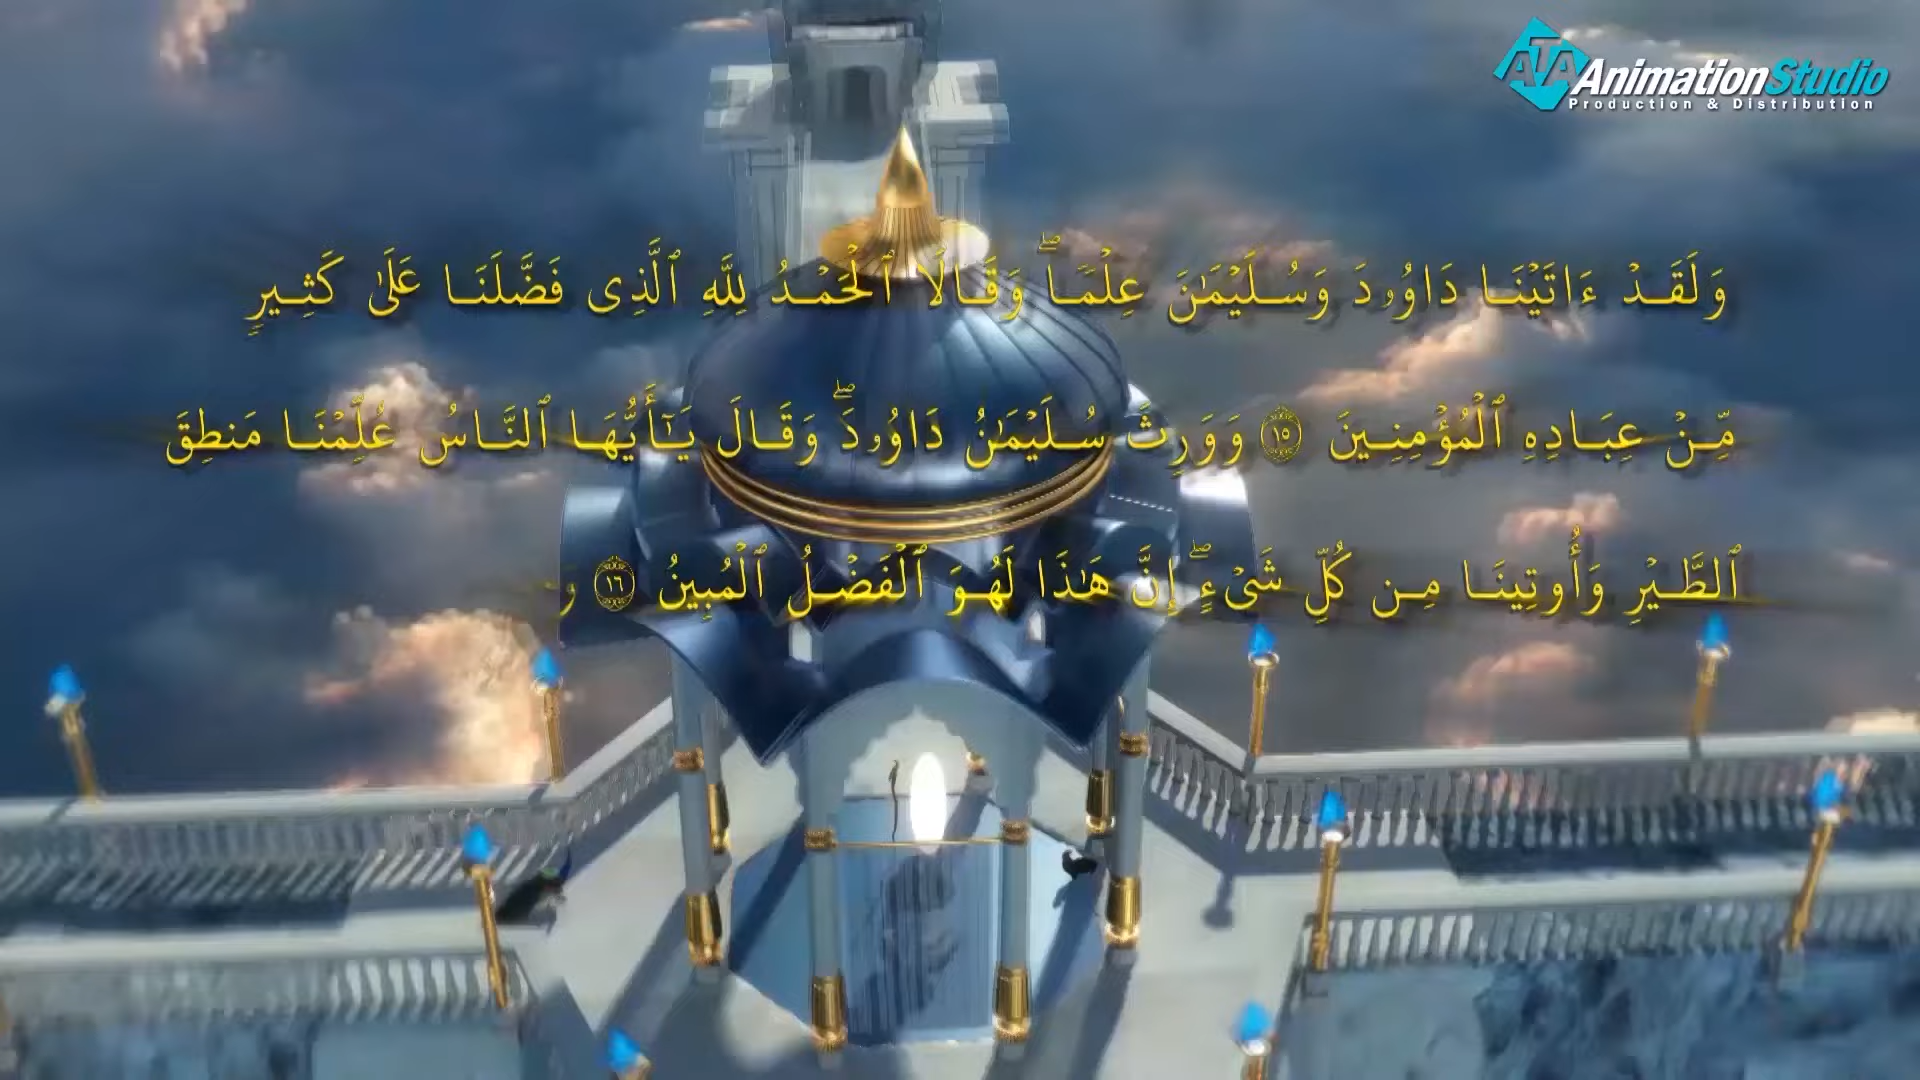 ATA AnimationStudio
Production & Distribution
وَلَقَدْ ءَاتَيْنَا دَاوُۥدَ وَسُلَيْمَٰنَ عِلْمًاۖ وَقَالَا ٱلْحَمْدُ لِلَّهِ ٱلَّذِى فَضَّلَنَا عَلَىٰ كَثِيرٍ
مِّنْ عِبَادِهِ ٱلْمُؤْمِنِينَ ١٥ وَوَرِثَ سُلَيْمَٰنُ دَاوُۥدَۖ وَقَالَ يَٰٓأَيُّهَا ٱلنَّاسُ عُلِّمْنَا مَنطِقَ
ٱلطَّيْرِ وَأُوتِينَا مِن كُلِّ شَىْءٍۖ إِنَّ هَٰذَا لَهُوَ ٱلْفَضْلُ ٱلْمُبِينُ ١٦ وَ